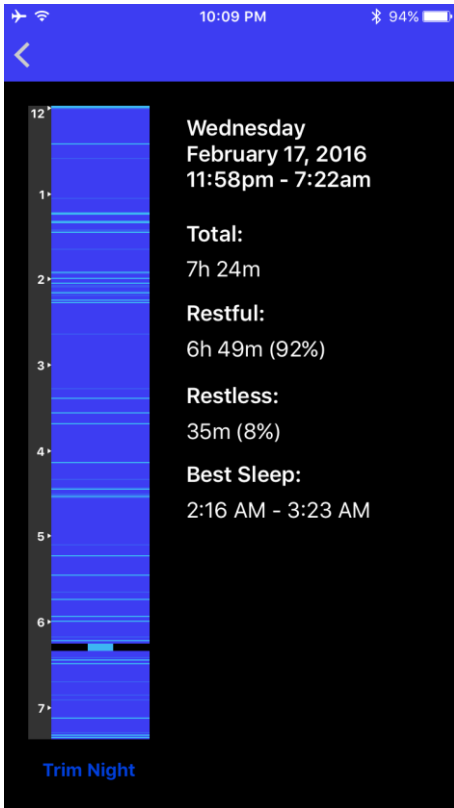 10:09 PM
94%
Wednesday
February 17, 2016
11:58pm - 7:22am
Total:
7h 24m
Restful:
6h 49m (92%)
Restless:
35m (8%)
Best Sleep:
2:16 AM - 3:23 AM
12
1
2
3
4
5
6
7
Trim Night